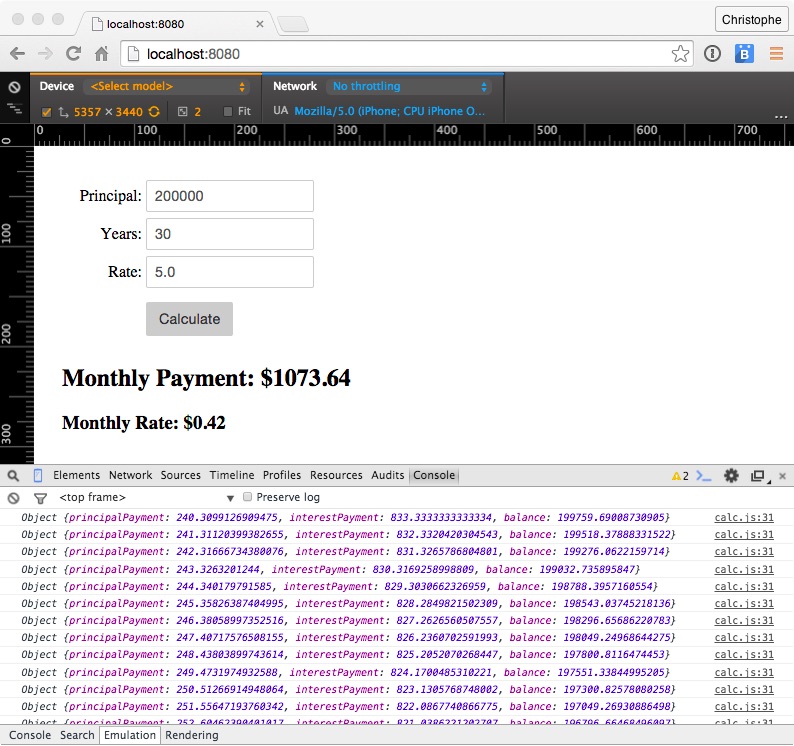 localhost:8080
Christophe
localhost:8080
Device <Select model> Network No throttling
5357 × 3440 2 Fit UA Mozilla/5.0 (iPhone; CPU iPhone O...
...
0 100 200 300 400 500 600 700
0
100
200
300
Principal: 200000
Years: 30
Rate: 5.0
Calculate
Monthly Payment: $1073.64
Monthly Rate: $0.42
Elements Network Sources Timeline Profiles Resources Audits Console 2
<top frame> Preserve log
Object {principalPayment: 240.3099126909475, interestPayment: 833.3333333333334, balance: 199759.69008730905} calc.js:31
Object {principalPayment: 241.31120399382655, interestPayment: 832.3320420304543, balance: 199518.37888331522} calc.js:31
Object {principalPayment: 242.31666734380076, interestPayment: 831.3265786804801, balance: 199276.0622159714} calc.js:31
Object {principalPayment: 243.3263201244, interestPayment: 830.3169258998809, balance: 199032.735895847} calc.js:31
Object {principalPayment: 244.340179791585, interestPayment: 829.3030662326959, balance: 198788.3957160554} calc.js:31
Object {principalPayment: 245.35826387404995, interestPayment: 828.2849821502309, balance: 198543.03745218136} calc.js:31
Object {principalPayment: 246.38058997352516, interestPayment: 827.2626560507557, balance: 198296.65686220783} calc.js:31
Object {principalPayment: 247.40717576508155, interestPayment: 826.2360702591993, balance: 198049.24968644275} calc.js:31
Object {principalPayment: 248.43803899743614, interestPayment: 825.2052070268447, balance: 197800.8116474453} calc.js:31
Object {principalPayment: 249.4731974932588, interestPayment: 824.1700485310221, balance: 197551.33844995205} calc.js:31
Object {principalPayment: 250.51266914948064, interestPayment: 823.1305768748002, balance: 197300.82578080258} calc.js:31
Object {principalPayment: 251.55647193760342, interestPayment: 822.0867740866775, balance: 197049.26930886498} calc.js:31
Object {principalPayment: 252.60462390401017, interestPayment: 821.0386221202707, balance: 196796.66468496097} calc.js:31
Console Search Emulation Rendering